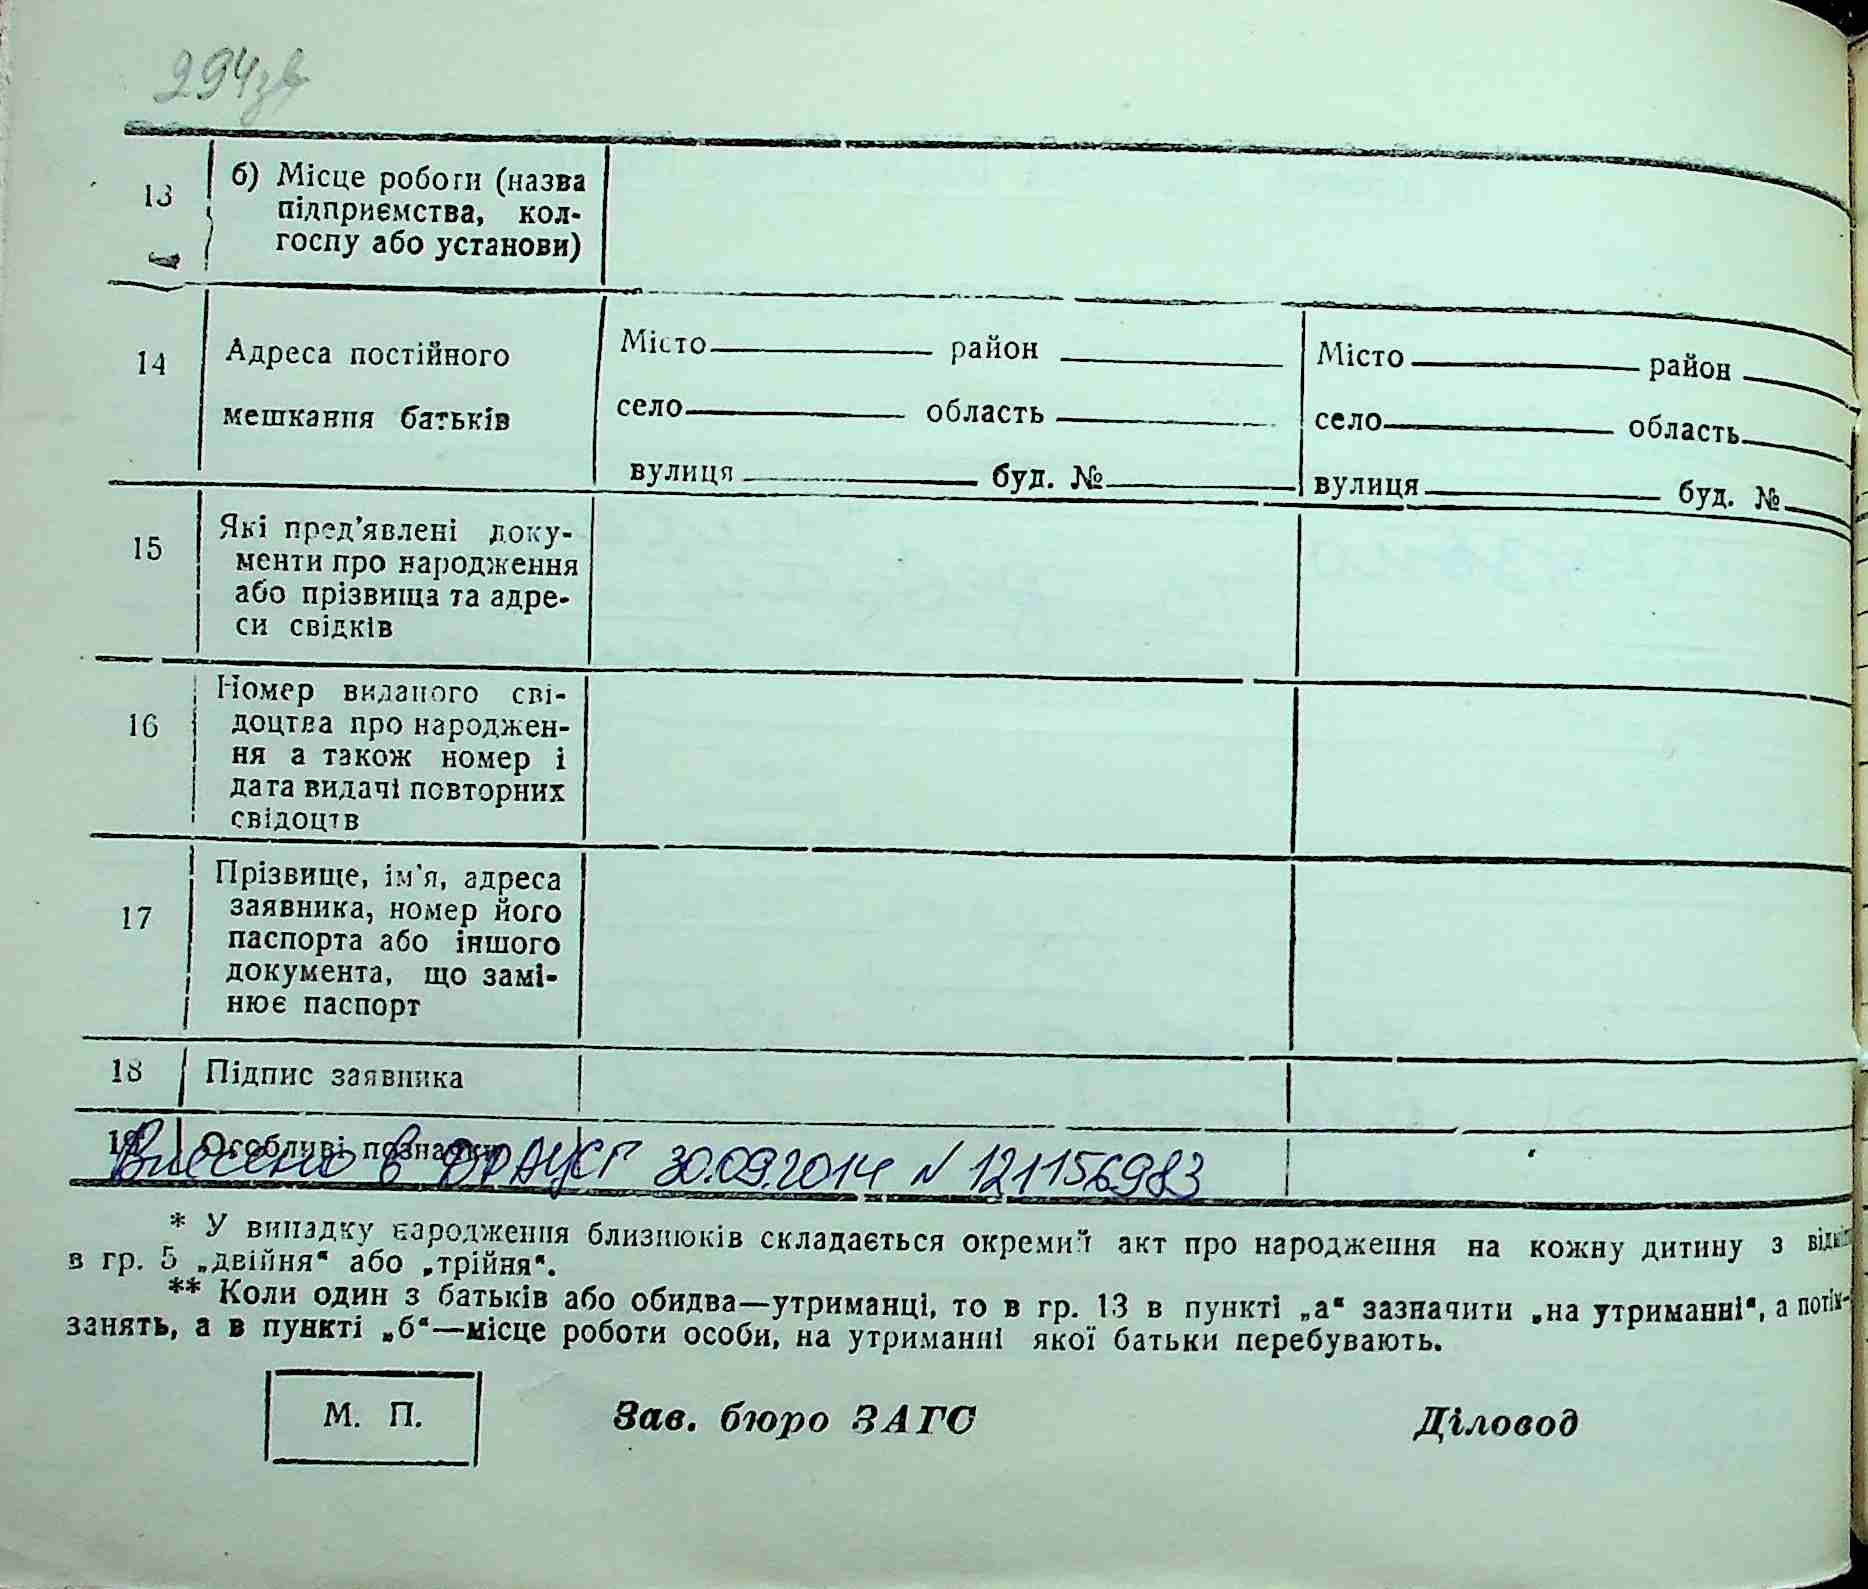 294зв
13 б) Місце роботи (назва
підприємства, кол-
госпу або установи)
14 Адреса постійного
мешкання батьків
Місто район
село область
вулиця буд. №
Місто район
село область
вулиця буд. №
15 Які пред'явлені доку-
менти про народження
або прізвища та адре-
си свідків
16 Номер виданого сві-
доцтва про народжен-
ня а також номер і
дата видачі повторних
свідоцтв
17 Прізвище, ім'я, адреса
заявника, номер його
паспорта або іншого
документа, що замі-
нює паспорт
18 Підпис заявника
19 Особливі познатки
Внесено в ДРАЦСГ 30.09.2014 N 121156983
* У випадку народження близнюків складається окремий акт про народження на кожну дитину з
в гр. 5 „двійня“ або „трійня“.
** Коли один з батьків або обидва—утриманці, то в гр. 13 в пункті „а“ зазначити „на утриманні“, а потім-
занять, а в пункті „б“—місце роботи особи, на утриманні якої батьки перебувають.
М. П. Зав. бюро ЗАГС Діловод